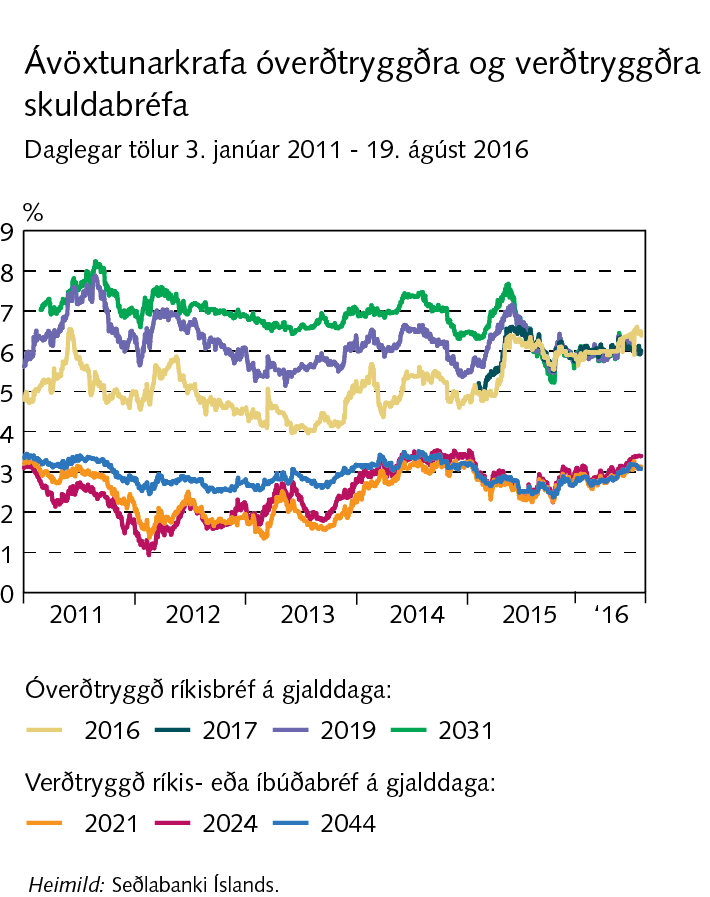 Ávöxtunarkrafa óverðtryggðra og verðtryggðra
skuldabréfa
Daglegar tölur 3. janúar 2011 - 19. ágúst 2016
%
9
8
7
6
5
4
3
2
1
0
2011 2012 2013 2014 2015 ‘16
Óverðtryggð ríkisbréf á gjalddaga:
2016 2017 2019 2031
Verðtryggð ríkis- eða íbúðabréf á gjalddaga:
2021 2024 2044
Heimild: Seðlabanki Íslands.